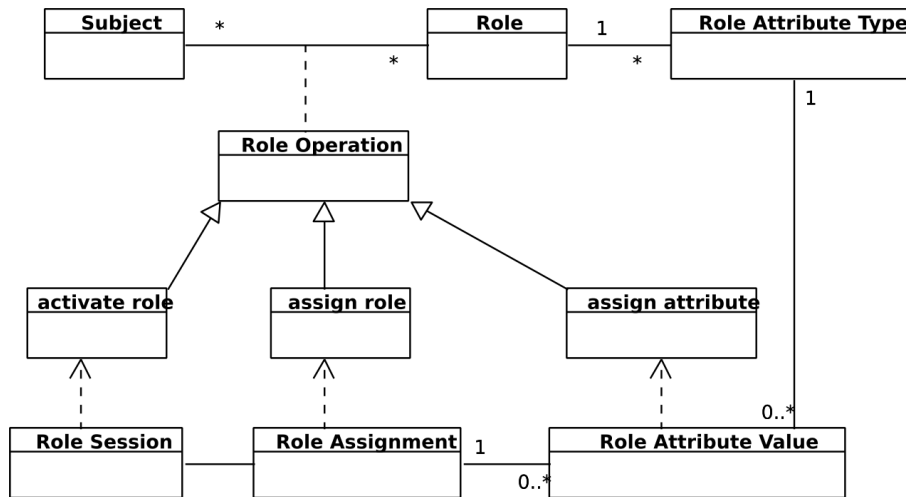 Subject
*
*
Role
1
*
Role Attribute Type
1
Role Operation
activate role
assign role
assign attribute
0..*
Role Session
Role Assignment
1
0..*
Role Attribute Value